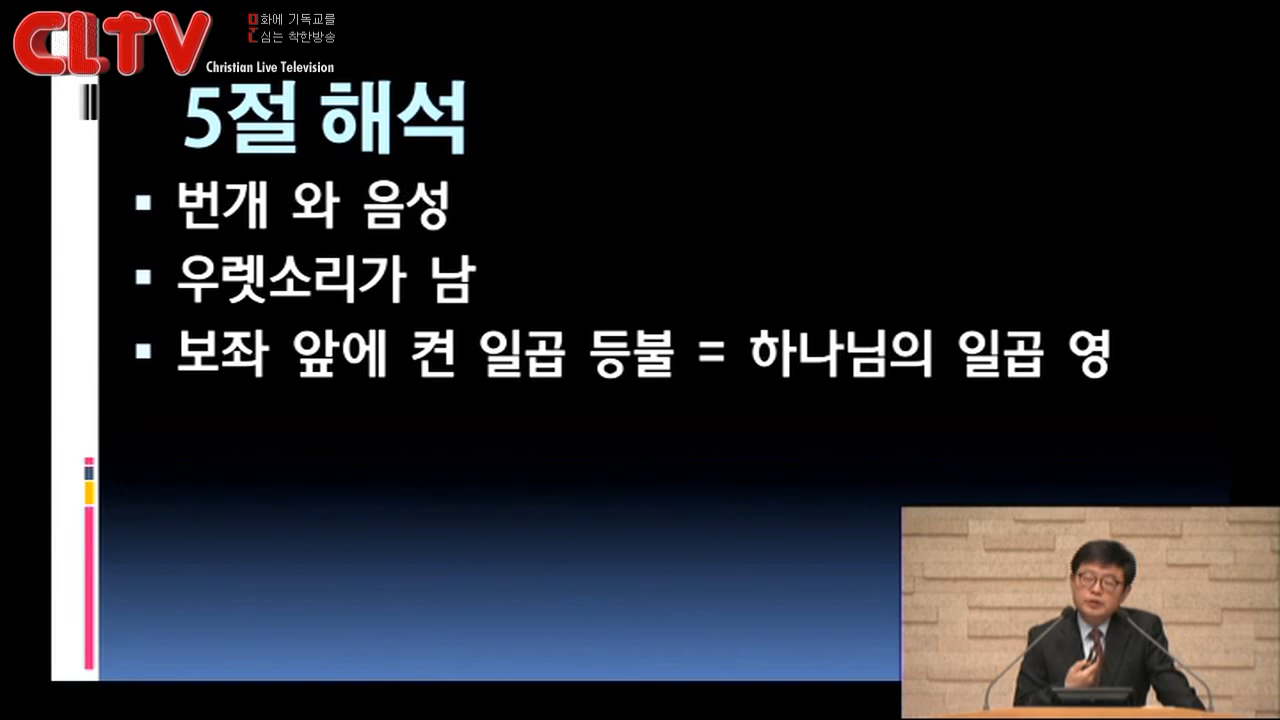 CLTV
문화에 기독교를
심는 착한방송
Christian Live Television
5절 해석
번개 와 음성
우렛소리가 남
보좌 앞에 켠 일곱 등불 = 하나님의 일곱 영